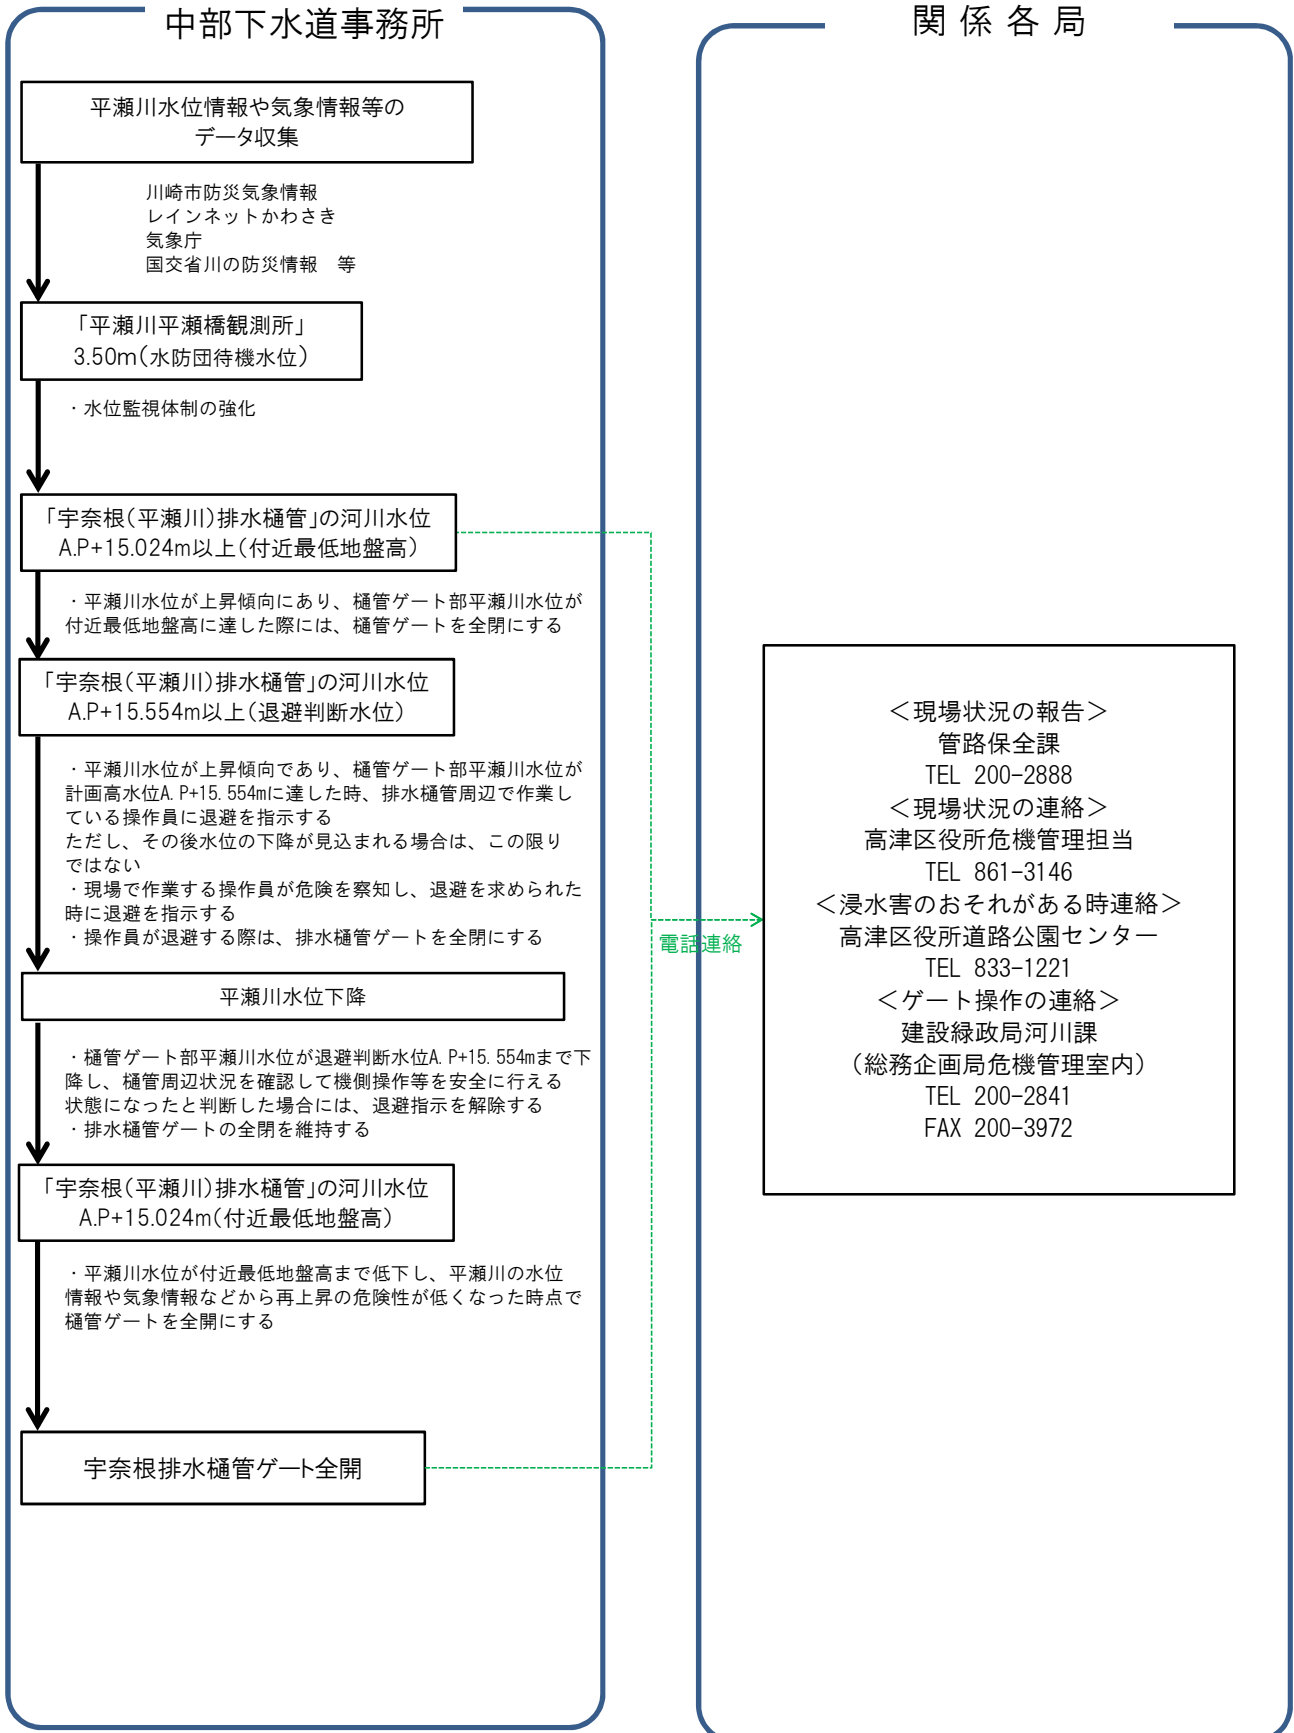 中部下水道事務所
平瀬川水位情報や気象情報等の
データ収集
川崎市防災気象情報
レインネットかわさき
気象庁
国交省川の防災情報　等
「平瀬川平瀬橋観測所」
3.50m(水防団待機水位)
・水位監視体制の強化
「宇奈根(平瀬川)排水樋管」の河川水位
A.P+15.024m以上(付近最低地盤高)
・平瀬川水位が上昇傾向にあり、樋管ゲート部平瀬川水位が
付近最低地盤高に達した際には、樋管ゲートを全閉にする
「宇奈根(平瀬川)排水樋管」の河川水位
A.P+15.554m以上(退避判断水位)
・平瀬川水位が上昇傾向であり、樋管ゲート部平瀬川水位が
計画高水位A.P+15.554mに達した時、排水樋管周辺で作業し
ている操作員に退避を指示する
ただし、その後水位の下降が見込まれる場合は、この限り
ではない
・現場で作業する操作員が危険を察知し、退避を求められた
時に退避を指示する
・操作員が退避する際は、排水樋管ゲートを全閉にする
平瀬川水位下降
・樋管ゲート部平瀬川水位が退避判断水位A.P+15.554mまで下
降し、樋管周辺状況を確認して機側操作等を安全に行える
状態になったと判断した場合には、退避指示を解除する
・排水樋管ゲートの全閉を維持する
「宇奈根(平瀬川)排水樋管」の河川水位
A.P+15.024m(付近最低地盤高)
・平瀬川水位が付近最低地盤高まで低下し、平瀬川の水位
情報や気象情報などから再上昇の危険性が低くなった時点で
樋管ゲートを全開にする
宇奈根排水樋管ゲート全開
電話連絡
関係各局
＜現場状況の報告＞
管路保全課
TEL 200-2888
＜現場状況の連絡＞
高津区役所危機管理担当
TEL 861-3146
＜浸水害のおそれがある時連絡＞
高津区役所道路公園センター
TEL 833-1221
＜ゲート操作の連絡＞
建設緑政局河川課
(総務企画局危機管理室内)
TEL 200-2841
FAX 200-3972